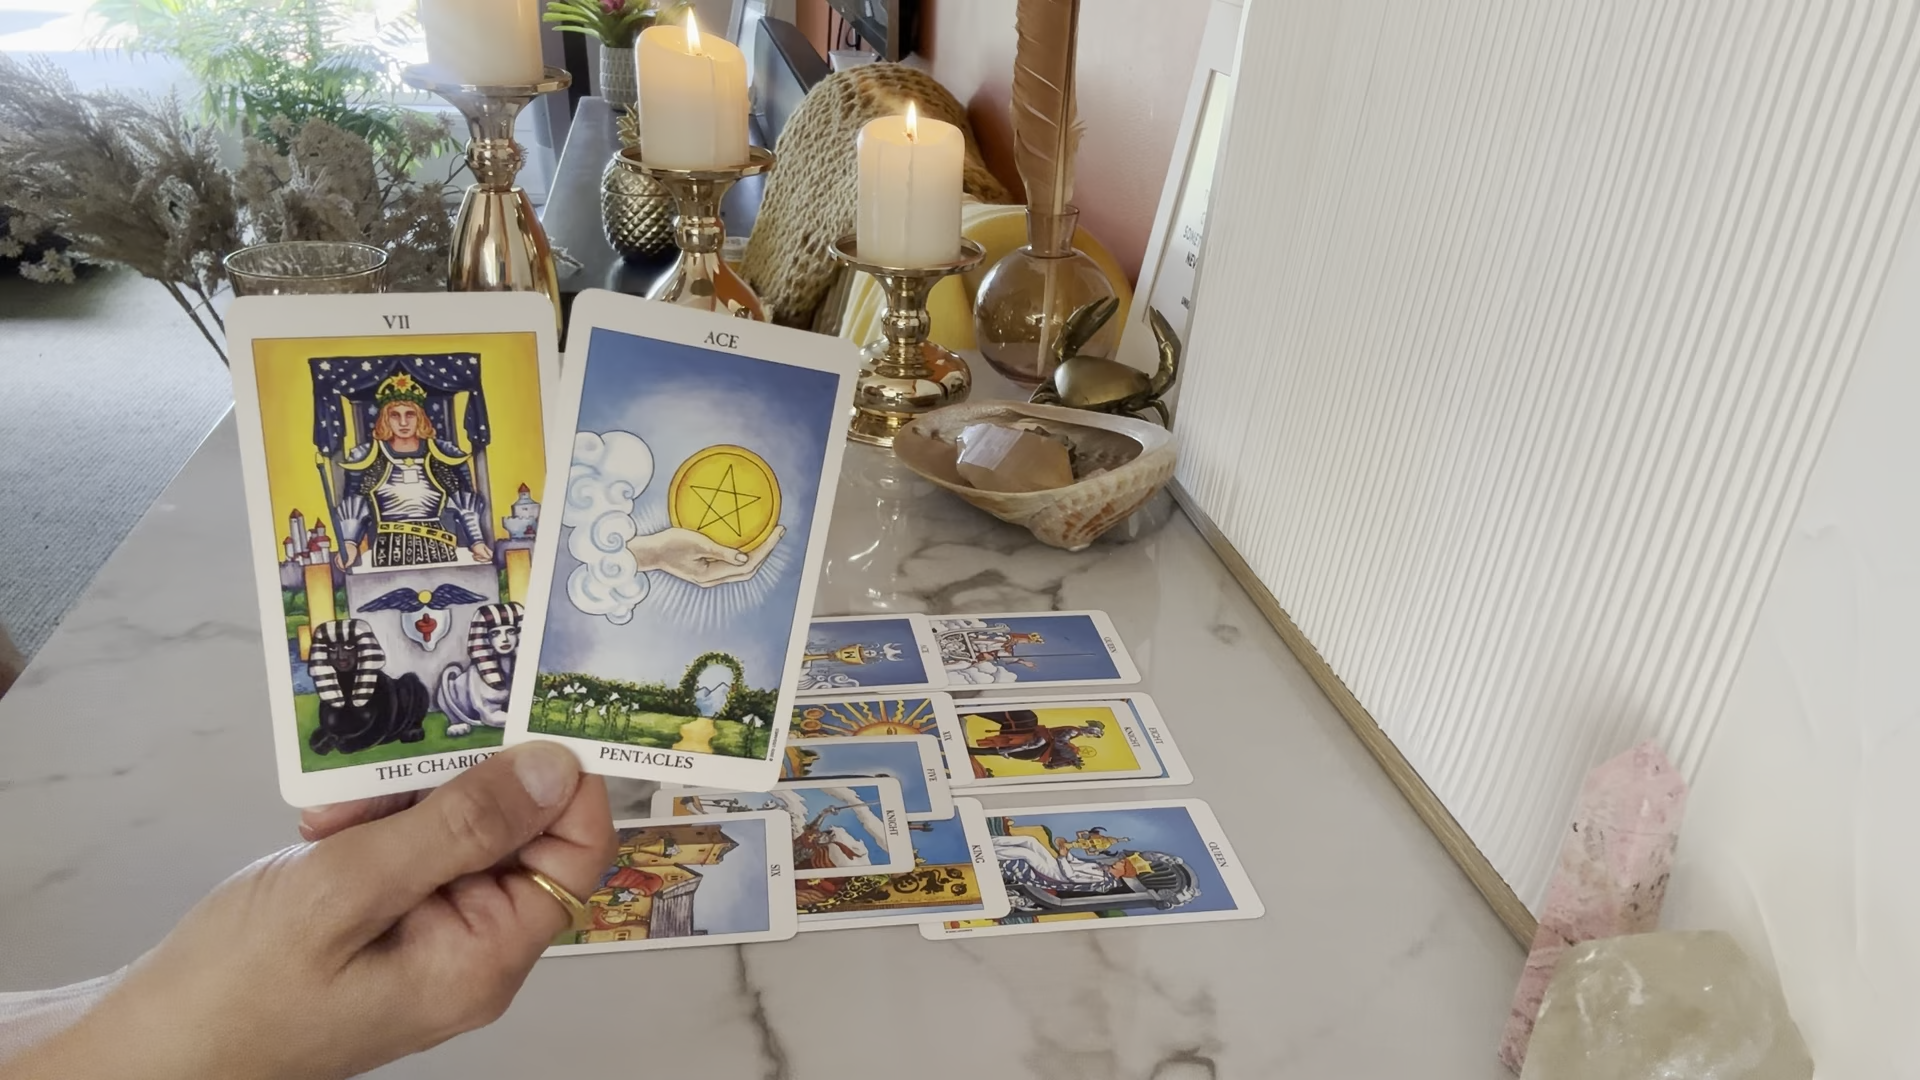 VII
THE CHARIOT
ACE
PENTACLES
ACE
QUEEN
XIX
KNIGHT
EIGHT
FIVE
KNIGHT
KING
SIX
QUEEN